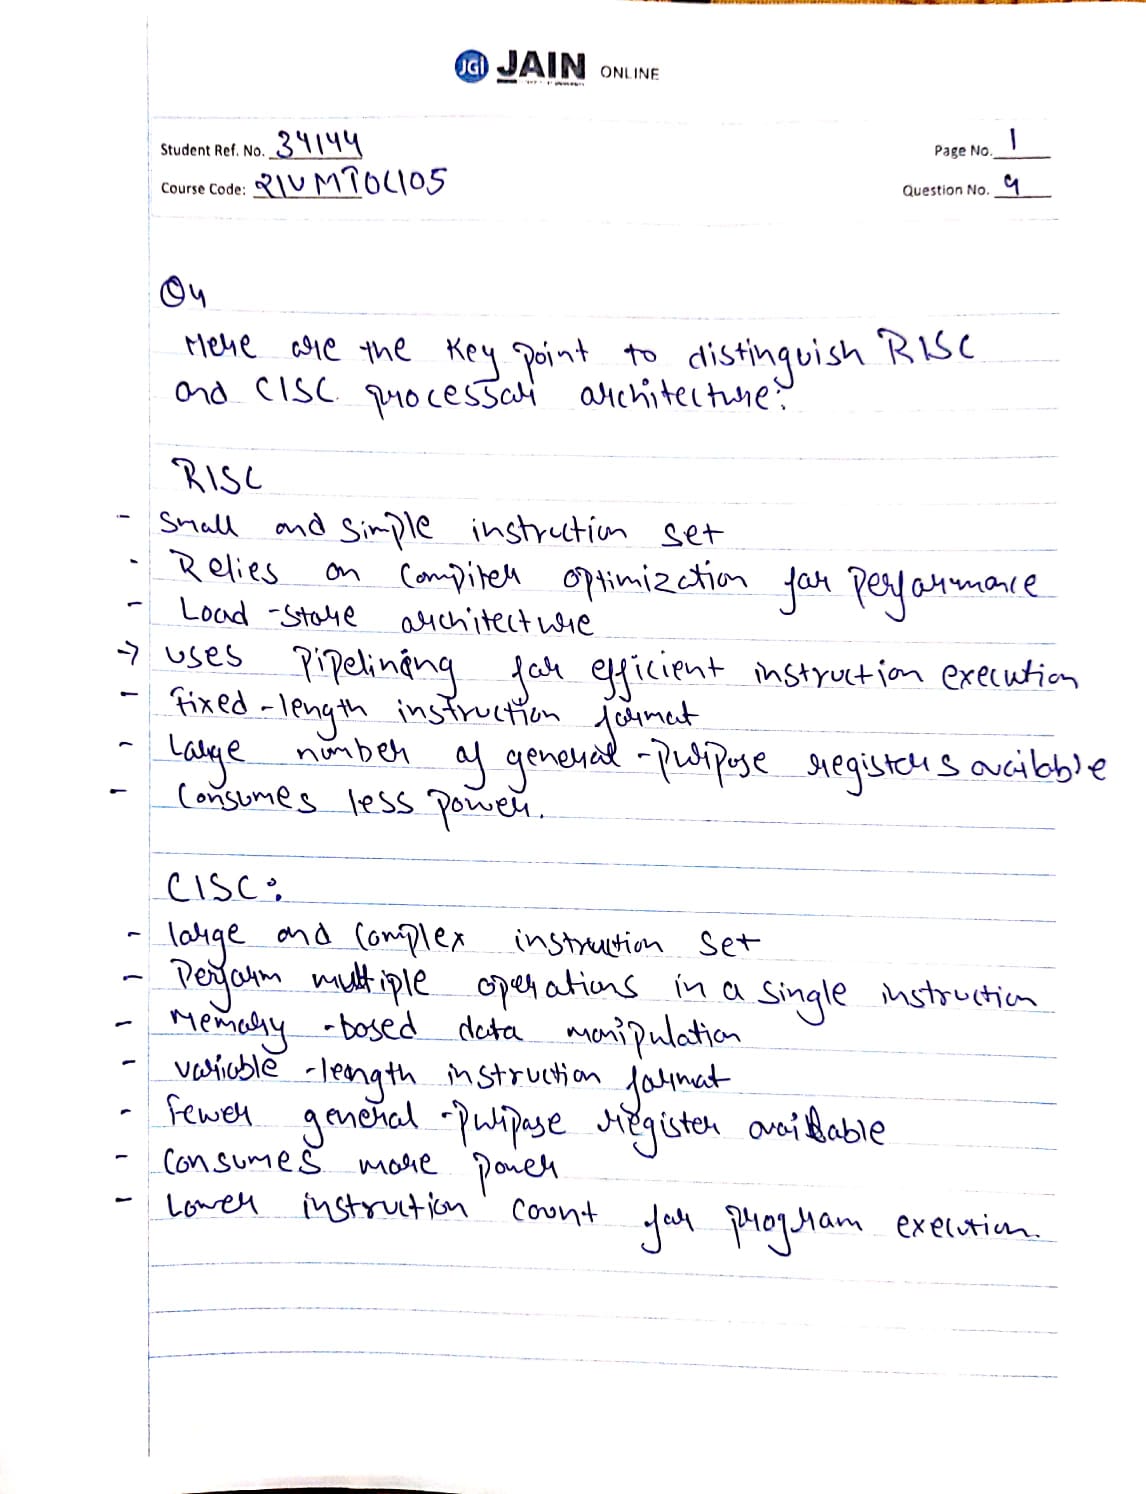 JGI JAIN ONLINE
Student Ref. No. 34144
Page No. 1
Course Code:
Question No. 9
Q4
Here are the key point to distinguish RISC
and CISC processor architecture:
RISC
- Small and simple instruction set
- Relies on compiler optimization for performance
- Load-store architecture
→ uses pipelining for efficient instruction execution
- fixed-length instruction format
- Large number of general-purpose registers available
- Consumes less power.
CISC:
- large and complex instruction set
- Perform multiple operations in a single instruction
- Memory-based data manipulation
- variable-length instruction format
- fewer general-purpose register available
- Consumes more power
- Lower instruction count for program execution.